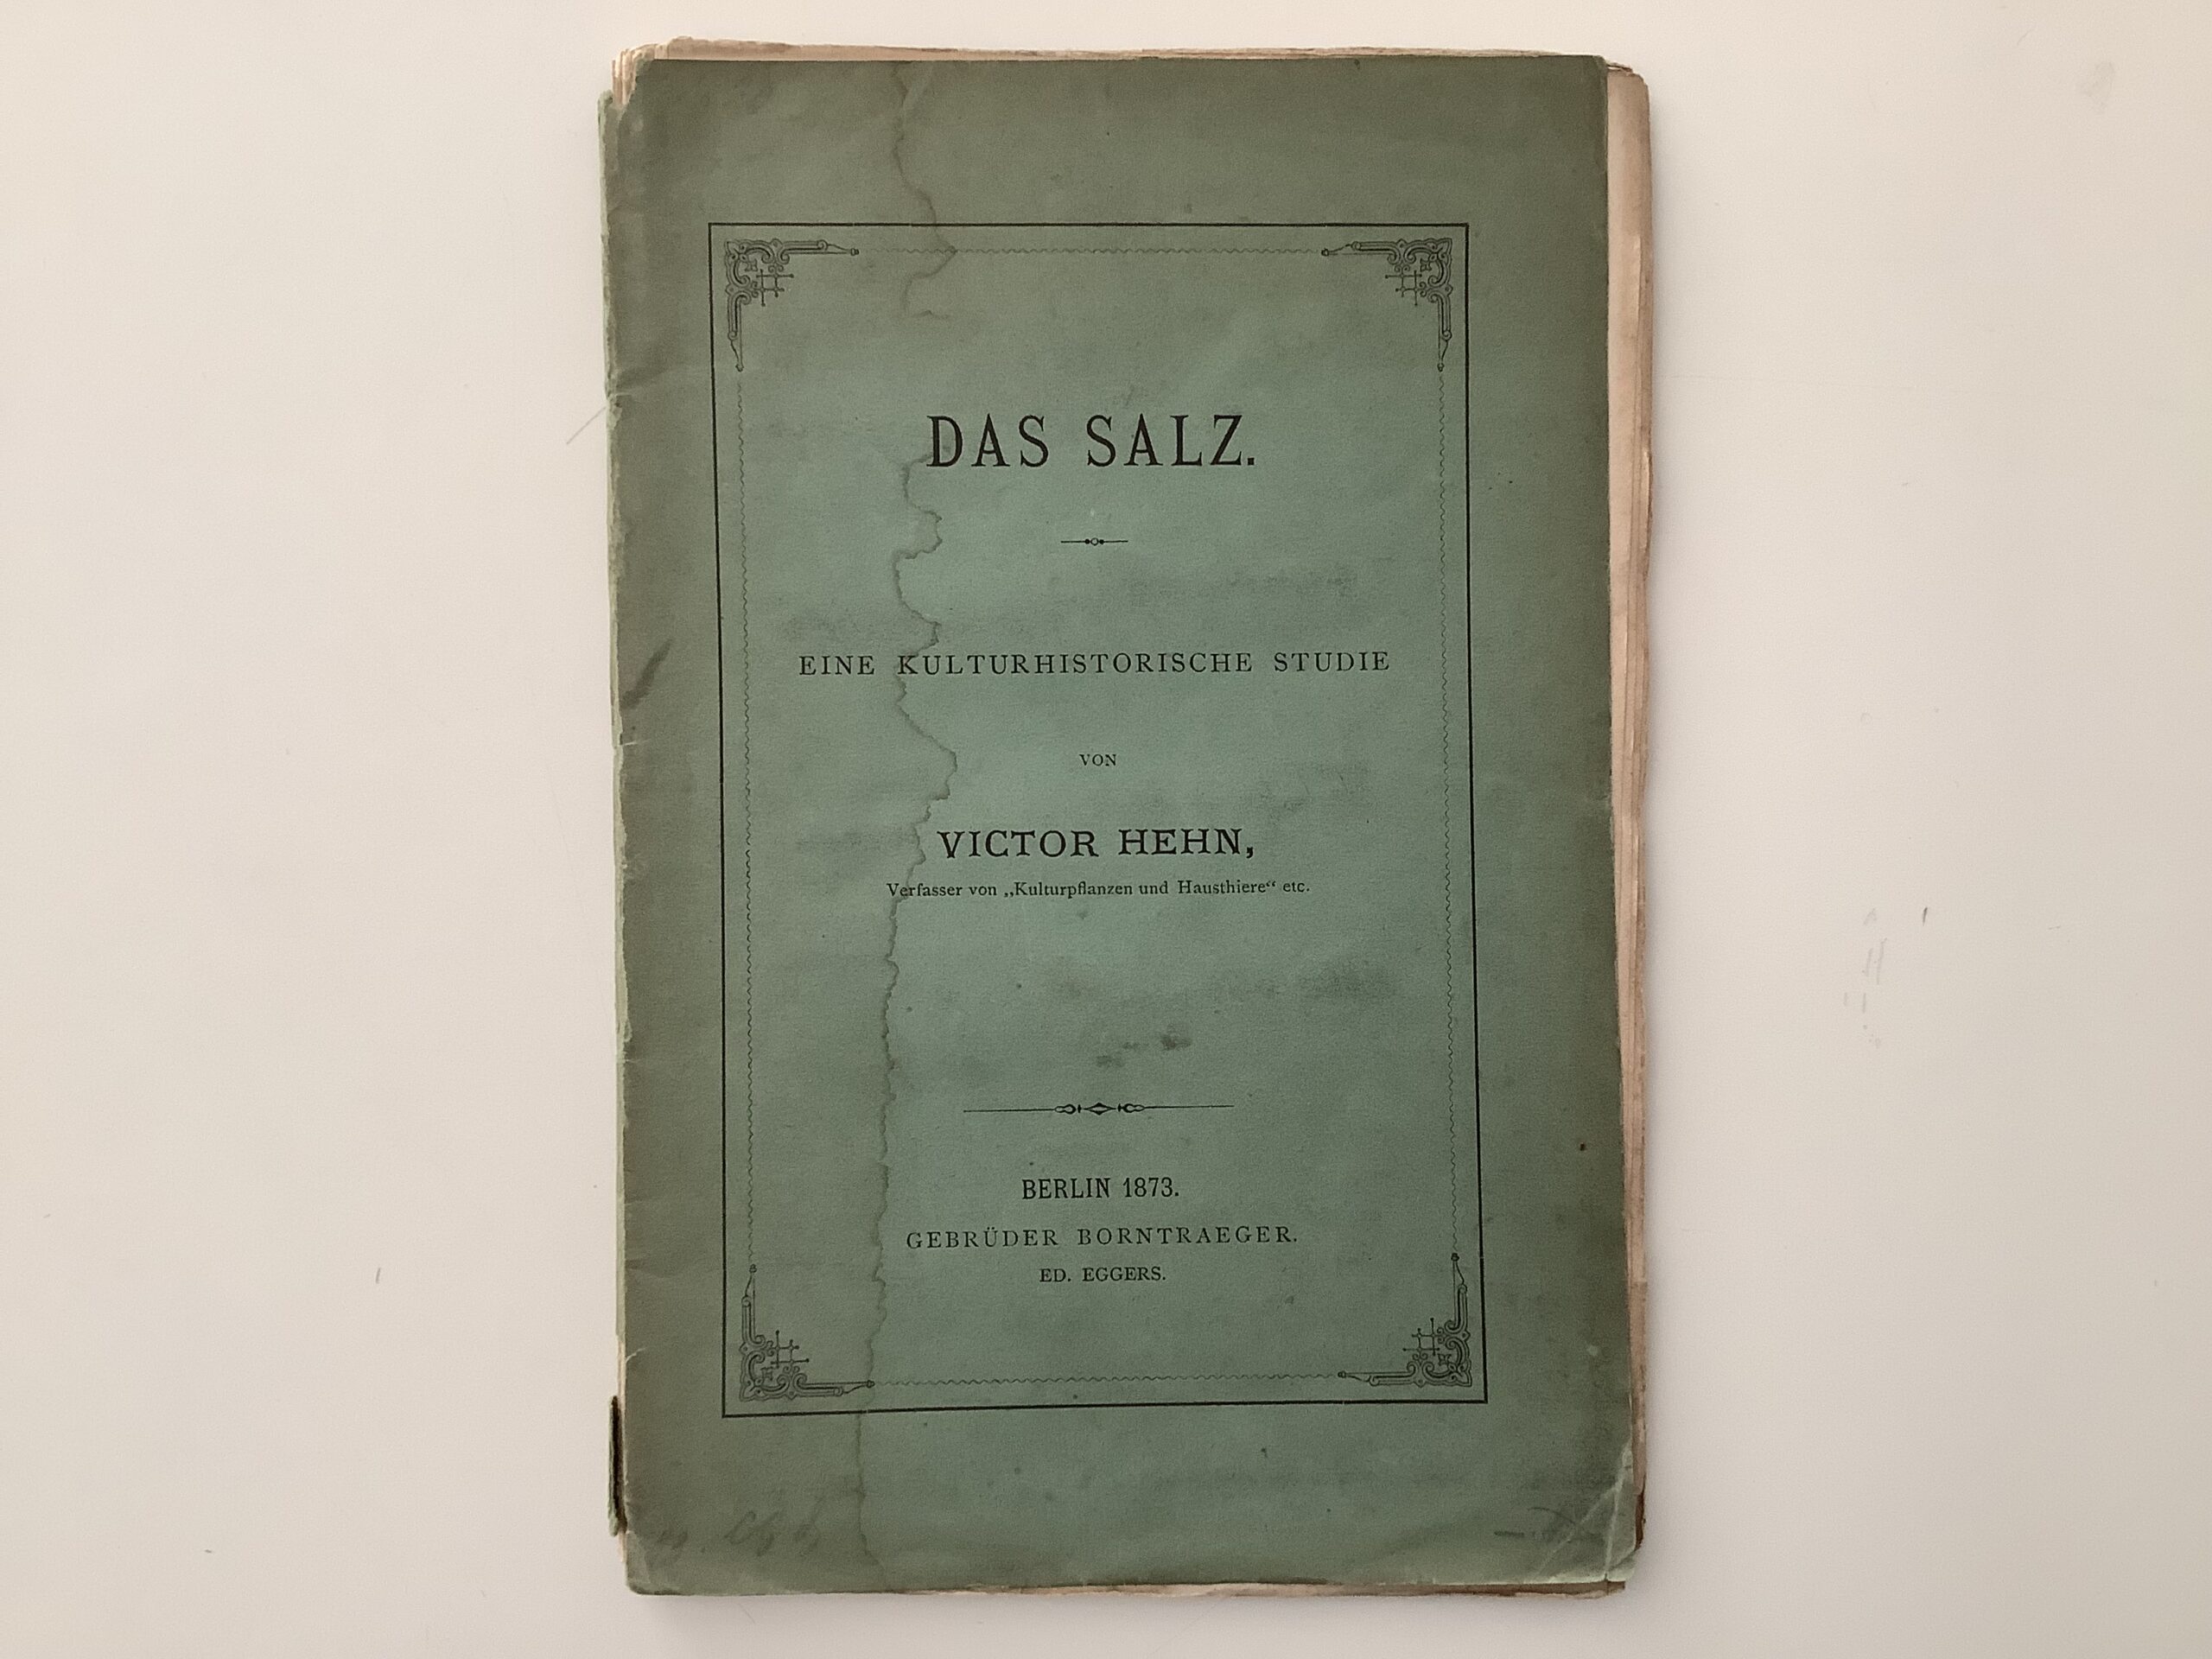 DAS SALZ.
EINE KULTURHISTORISCHE STUDIE
VON
VICTOR HEHN,
Verfasser von „Kulturpflanzen und Hausthiere“ etc.
BERLIN 1873.
GEBRÜDER BORNTRAEGER.
ED. EGGERS.